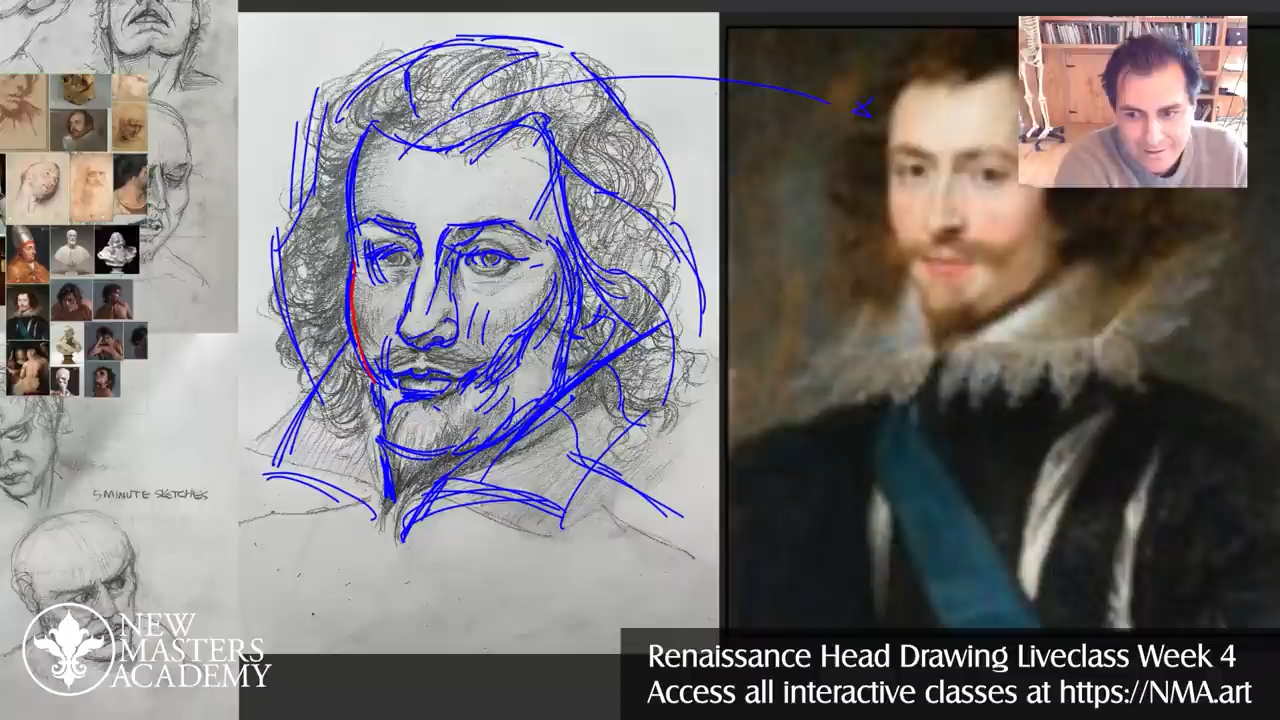 5 MINUTE SKETCHES
NEW
MASTERS
ACADEMY
Renaissance Head Drawing Liveclass Week 4
Access all interactive classes at https://NMA.art